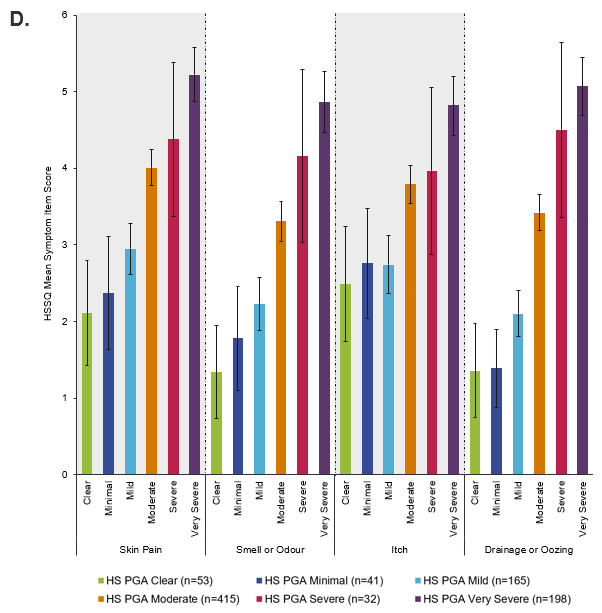 D.
HSSQ Mean Symptom Item Score
6
5
4
3
2
1
0
Clear
Minimal
Mild
Moderate
Severe
Very Severe
Clear
Minimal
Mild
Moderate
Severe
Very Severe
Clear
Minimal
Mild
Moderate
Severe
Very Severe
Clear
Minimal
Mild
Moderate
Severe
Very Severe
Skin Pain
Smell or Odour
Itch
Drainage or Oozing
HS PGA Clear (n=53)
HS PGA Minimal (n=41)
HS PGA Mild (n=165)
HS PGA Moderate (n=415)
HS PGA Severe (n=32)
HS PGA Very Severe (n=198)